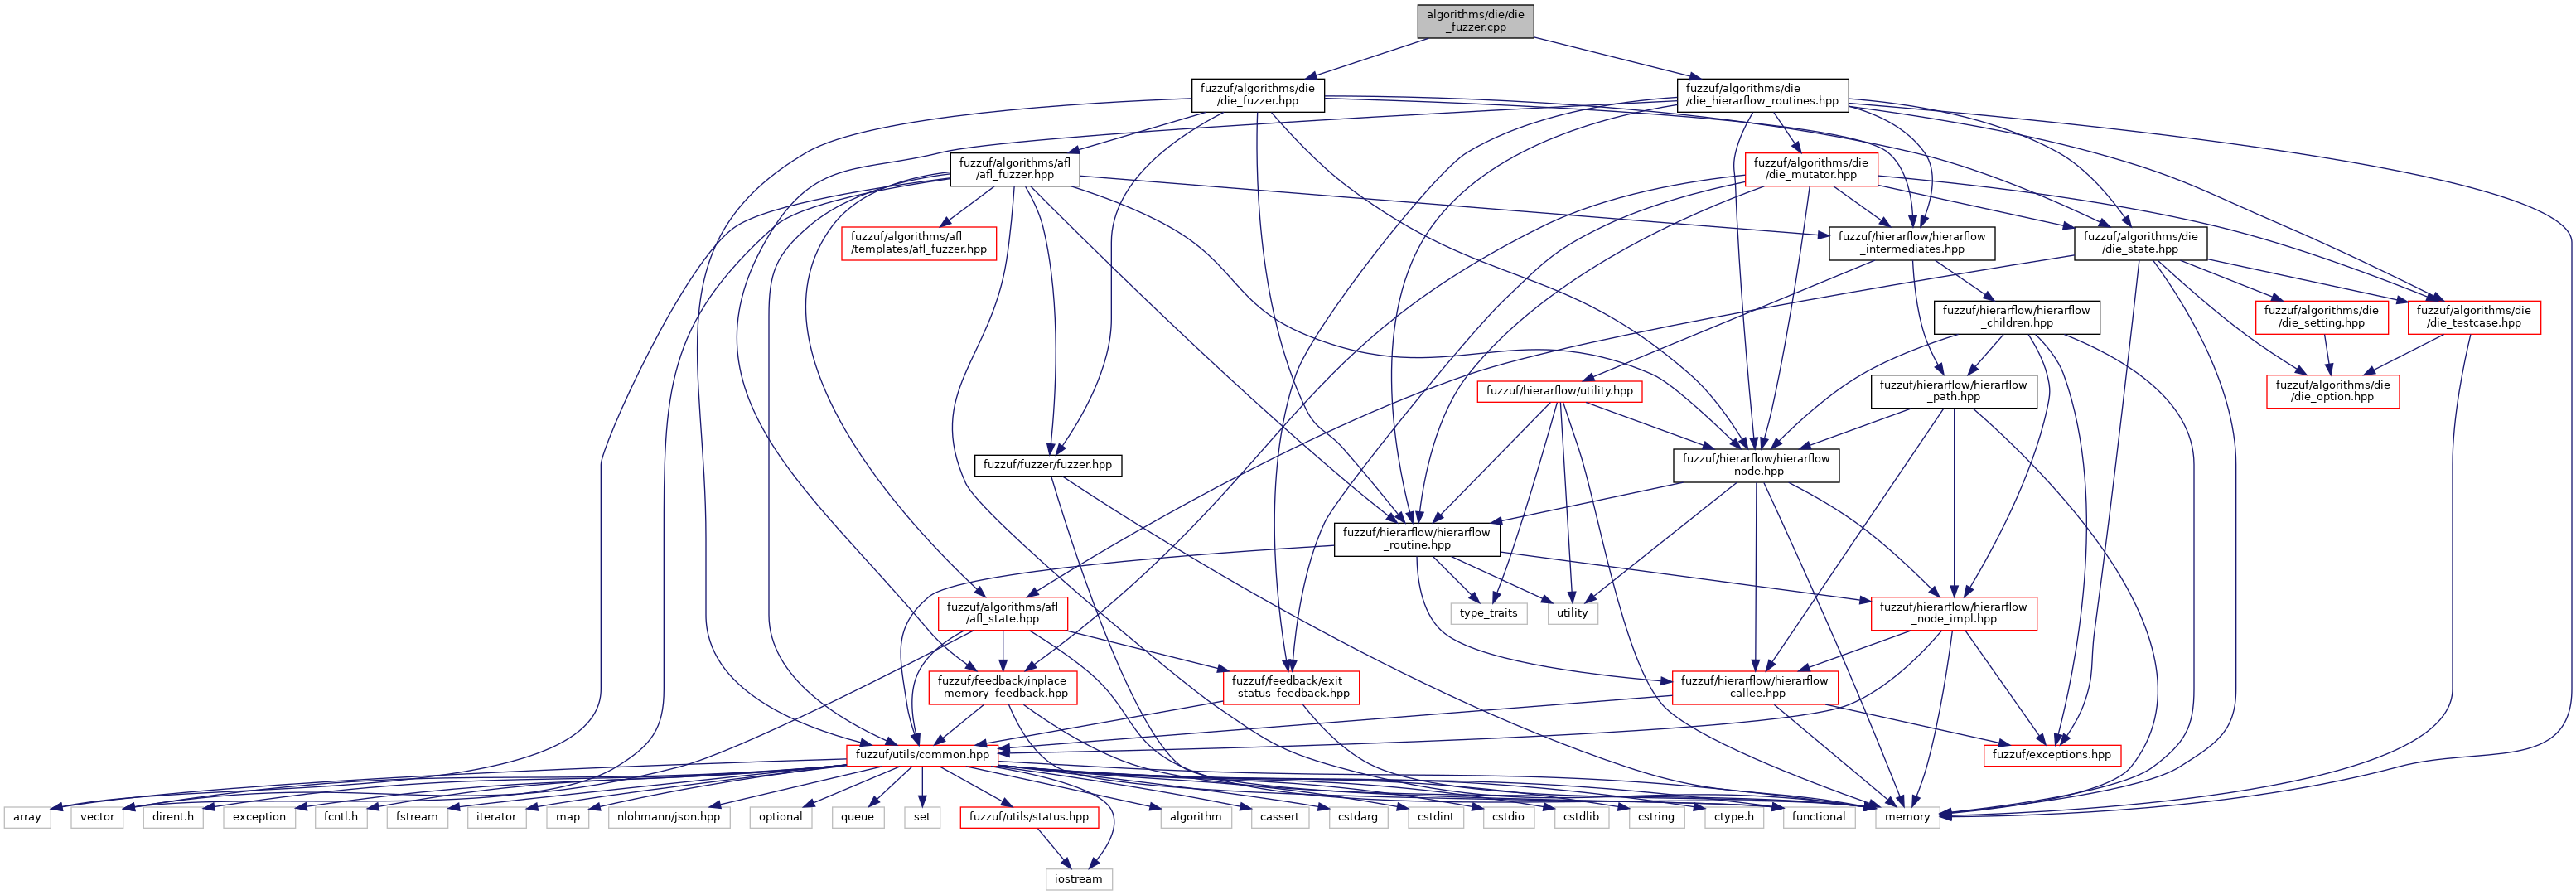 algorithms/die/die
_fuzzer.cpp
fuzzuf/algorithms/die
/die_fuzzer.hpp
fuzzuf/algorithms/die
/die_hierarflow_routines.hpp
fuzzuf/algorithms/afl
/afl_fuzzer.hpp
fuzzuf/algorithms/die
/die_mutator.hpp
fuzzuf/algorithms/afl
/templates/afl_fuzzer.hpp
fuzzuf/hierarflow/hierarflow
_intermediates.hpp
fuzzuf/algorithms/die
/die_state.hpp
fuzzuf/hierarflow/hierarflow
_children.hpp
fuzzuf/algorithms/die
/die_setting.hpp
fuzzuf/algorithms/die
/die_testcase.hpp
fuzzuf/hierarflow/utility.hpp
fuzzuf/hierarflow/hierarflow
_path.hpp
fuzzuf/algorithms/die
/die_option.hpp
fuzzuf/fuzzer/fuzzer.hpp
fuzzuf/hierarflow/hierarflow
_node.hpp
fuzzuf/hierarflow/hierarflow
_routine.hpp
fuzzuf/algorithms/afl
/afl_state.hpp
type_traits
utility
fuzzuf/hierarflow/hierarflow
_node_impl.hpp
fuzzuf/feedback/inplace
_memory_feedback.hpp
fuzzuf/feedback/exit
_status_feedback.hpp
fuzzuf/hierarflow/hierarflow
_callee.hpp
fuzzuf/utils/common.hpp
fuzzuf/exceptions.hpp
array
vector
dirent.h
exception
fcntl.h
fstream
iterator
map
nlohmann/json.hpp
optional
queue
set
fuzzuf/utils/status.hpp
algorithm
cassert
cstdarg
cstdint
cstdio
cstdlib
cstring
ctype.h
functional
memory
iostream